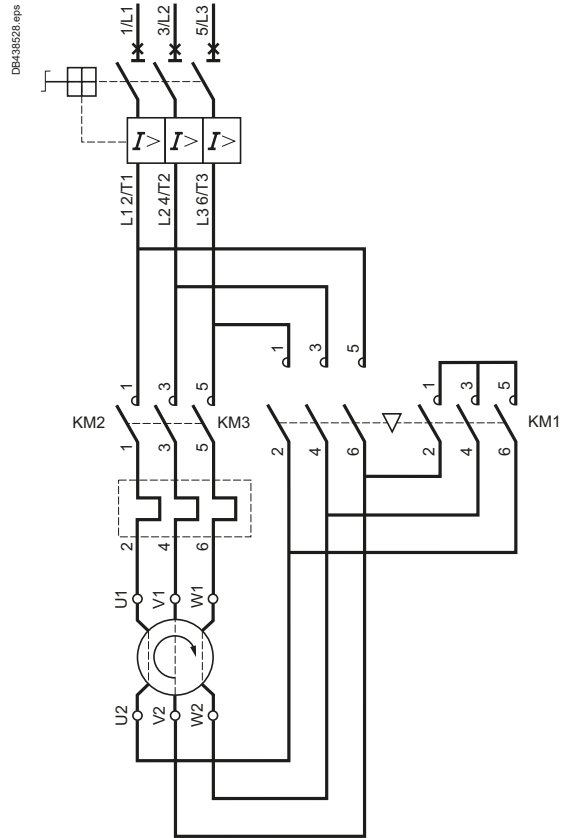 DB438528.eps
1/L1 3/L2 5/L3
I> I> I>
L1 2/T1 L2 4/T2 L3 6/T3
1 3 5
1 3 5
1 3 5
KM2 KM3 KM1
1 3 5
2 4 6
2 4 6
2 4 6
U1 V1 W1
U2 V2 W2